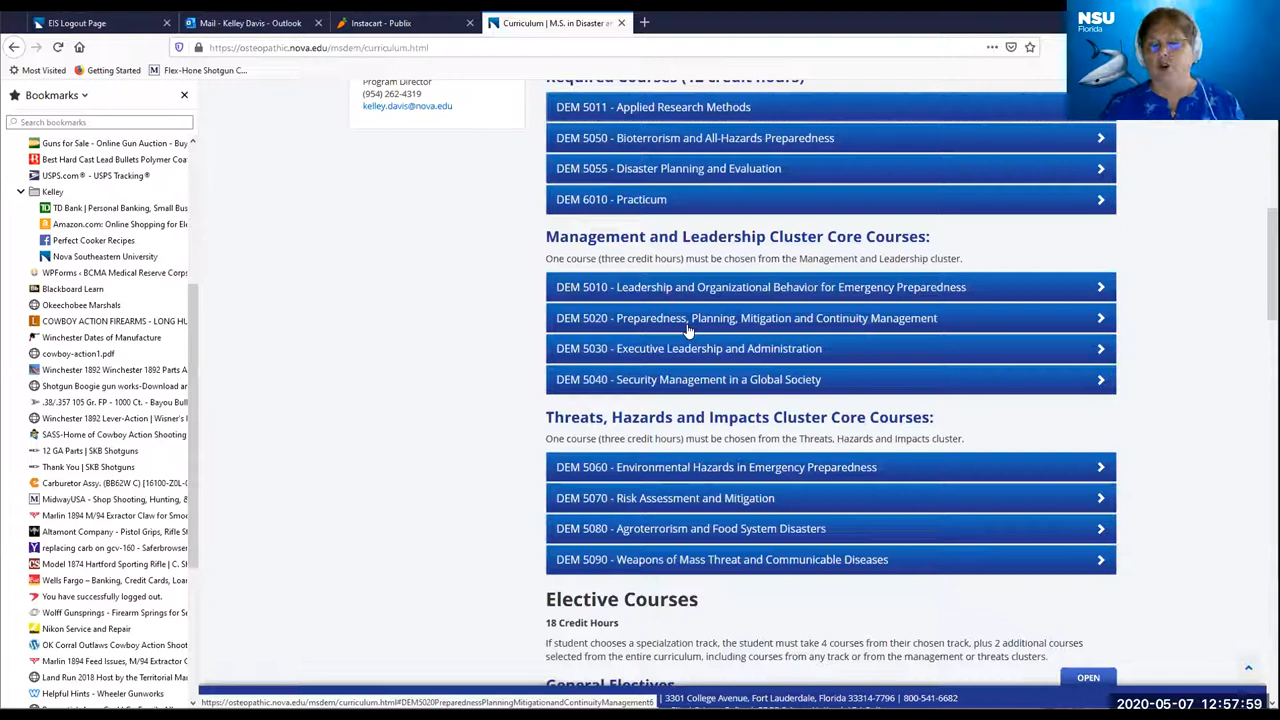 EIS Logout Page
Mail - Kelley Davis - Outlook
Instacart - Publix
Curriculum | M.S. in Disaster an
https://osteopathic.nova.edu/msdem/curriculum.html
Most Visited
Getting Started
Flex-Hone Shotgun C...
NSU
Florida
Bookmarks
Search bookmarks
Guns for Sale - Online Gun Auction - Buy
Best Hard Cast Lead Bullets Polymer Coa
USPS.com® - USPS Tracking®
Kelley
TD Bank | Personal Banking, Small Bus
Amazon.com: Online Shopping for Ele
Perfect Cooker Recipes
Nova Southeastern University
WPForms ‹ BCMA Medical Reserve Corps
Blackboard Learn
Okeechobee Marshals
COWBOY ACTION FIREARMS - LONG HU
Winchester Dates of Manufacture
cowboy-action1.pdf
Winchester 1892 Winchester 1892 Parts A
Shotgun Boogie gun works-Download an
.38/.357 105 Gr. FP - 1000 Ct. - Bayou Bull
Winchester 1892 Lever-Action | Wisner's
SASS-Home of Cowboy Action Shooting
12 GA Parts | SKB Shotguns
Thank You | SKB Shotguns
Carburetor Assy. (BB62W C) [16100-Z0L-
MidwayUSA - Shop Shooting, Hunting, &
Marlin 1894 M/94 Extractor Claw for Smo
Altamont Company - Pistol Grips, Rifle St
replacing carb on gcv-160 - Saferbrowser
Model 1874 Hartford Sporting Rifle | C. Sh
Wells Fargo – Banking, Credit Cards, Loan
You have successfully logged out.
Wolff Gunsprings - Firearm Springs for Se
Nikon Service and Repair
OK Corral Outlaws Cowboy Action Shoot
Marlin 1894 Feed Issues, M/94 Extractor C
Land Run 2018 Host by the Territorial Mar
Helpful Hints - Wheeler Gunworks
Program Director
(954) 262-4319
kelley.davis@nova.edu
Required Courses (12 credit hours)
DEM 5011 - Applied Research Methods
DEM 5050 - Bioterrorism and All-Hazards Preparedness
DEM 5055 - Disaster Planning and Evaluation
DEM 6010 - Practicum
Management and Leadership Cluster Core Courses:
One course (three credit hours) must be chosen from the Management and Leadership cluster.
DEM 5010 - Leadership and Organizational Behavior for Emergency Preparedness
DEM 5020 - Preparedness, Planning, Mitigation and Continuity Management
DEM 5030 - Executive Leadership and Administration
DEM 5040 - Security Management in a Global Society
Threats, Hazards and Impacts Cluster Core Courses:
One course (three credit hours) must be chosen from the Threats, Hazards and Impacts cluster.
DEM 5060 - Environmental Hazards in Emergency Preparedness
DEM 5070 - Risk Assessment and Mitigation
DEM 5080 - Agroterrorism and Food System Disasters
DEM 5090 - Weapons of Mass Threat and Communicable Diseases
Elective Courses
18 Credit Hours
If student chooses a specialzation track, the student must take 4 courses from their chosen track, plus 2 additional courses
selected from the entire curriculum, including courses from any track or from the management or threats clusters.
General Electives
OPEN
https://osteopathic.nova.edu/msdem/curriculum.html#DEM5020PreparednessPlanningMitigationandContinuityManagement6
| 3301 College Avenue, Fort Lauderdale, Florida 33314-7796 | 800-541-6682
2020-05-07 12:57:59